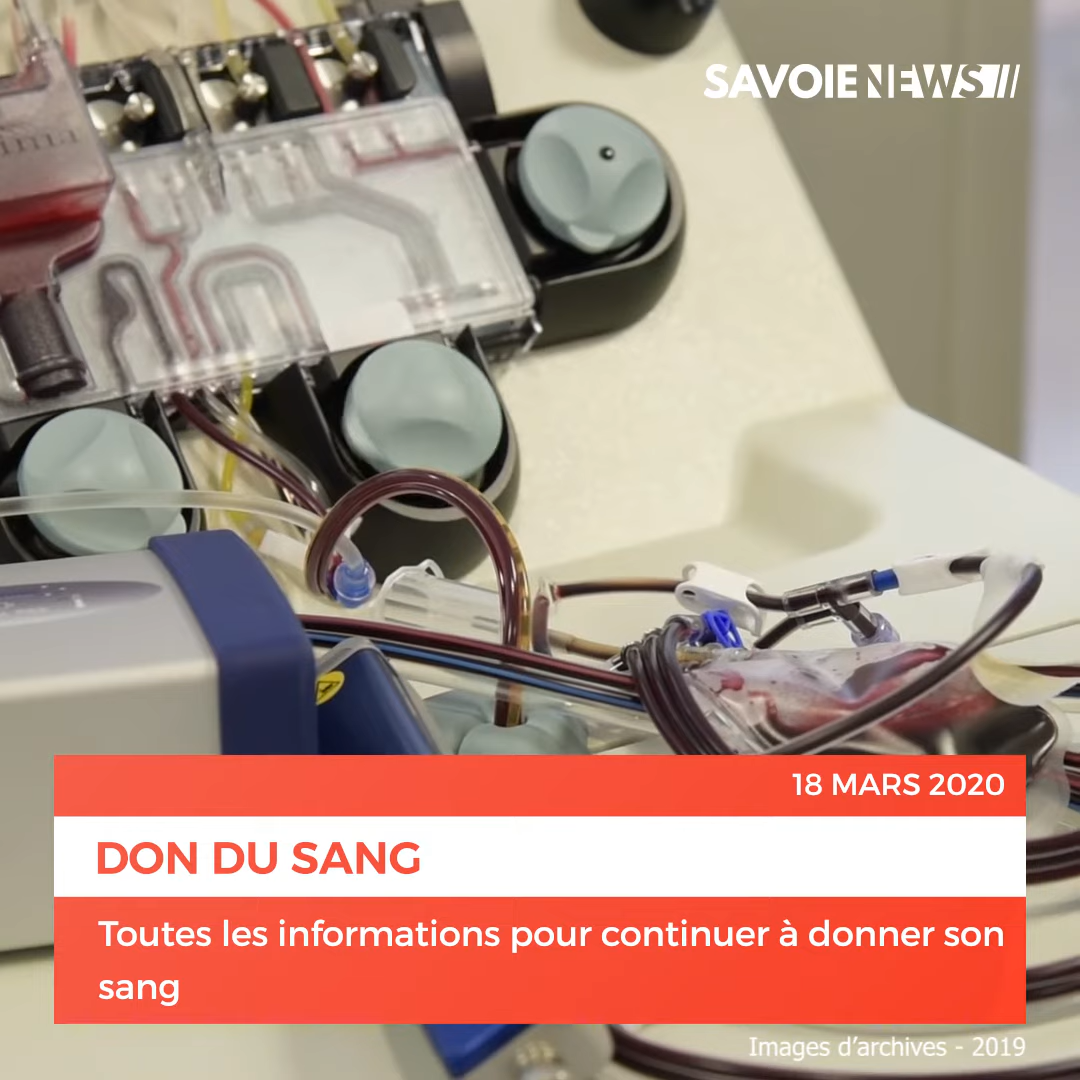 SAVOIE NEWS
18 MARS 2020
DON DU SANG
Toutes les informations pour continuer à donner son
sang
Images d'archives - 2019